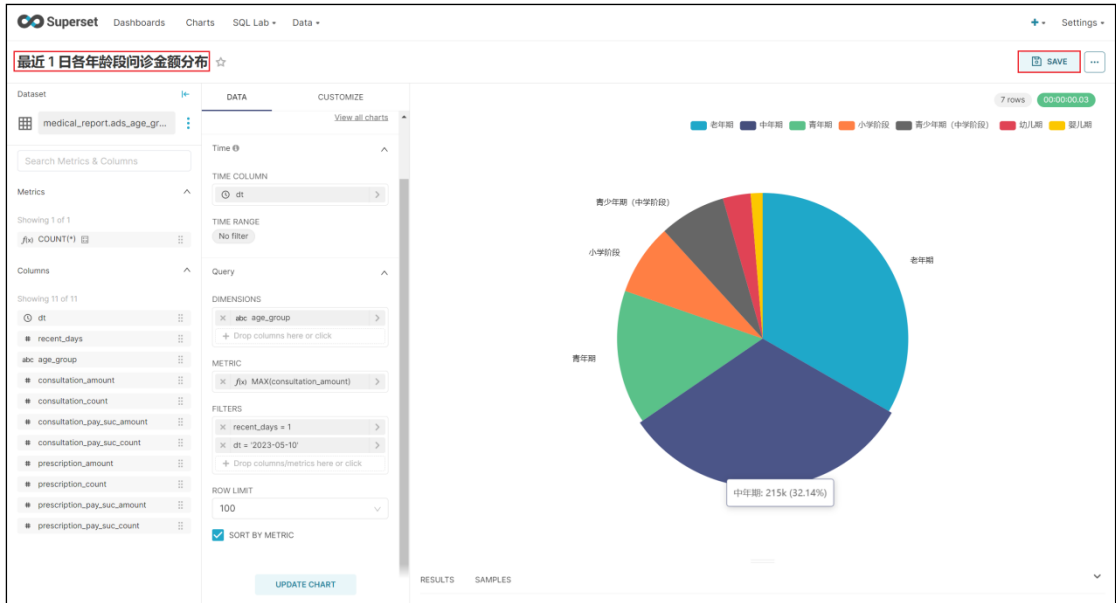 Superset Dashboards Charts SQL Lab Data Settings
最近 1 日各年龄段问诊金额分布
SAVE
Dataset
medical_report.ads_age_gr...
Search Metrics & Columns
Metrics
Showing 1 of 1
f(x) COUNT(*)
Columns
Showing 11 of 11
dt
# recent_days
abc age_group
# consultation_amount
# consultation_count
# consultation_pay_suc_amount
# consultation_pay_suc_count
# prescription_amount
# prescription_count
# prescription_pay_suc_amount
# prescription_pay_suc_count
DATA CUSTOMIZE
View all charts
Time
TIME COLUMN
dt
TIME RANGE
No filter
Query
DIMENSIONS
× abc age_group
+ Drop columns here or click
METRIC
× f(x) MAX(consultation_amount)
FILTERS
× recent_days = 1
× dt = '2023-05-10'
+ Drop columns/metrics here or click
ROW LIMIT
100
SORT BY METRIC
UPDATE CHART
7 rows 00:00:00.03
老年期 中年期 青年期 小学阶段 青少年期（中学阶段） 幼儿期 婴儿期
青少年期（中学阶段）
小学阶段
老年期
青年期
中年期: 215k (32.14%)
RESULTS SAMPLES